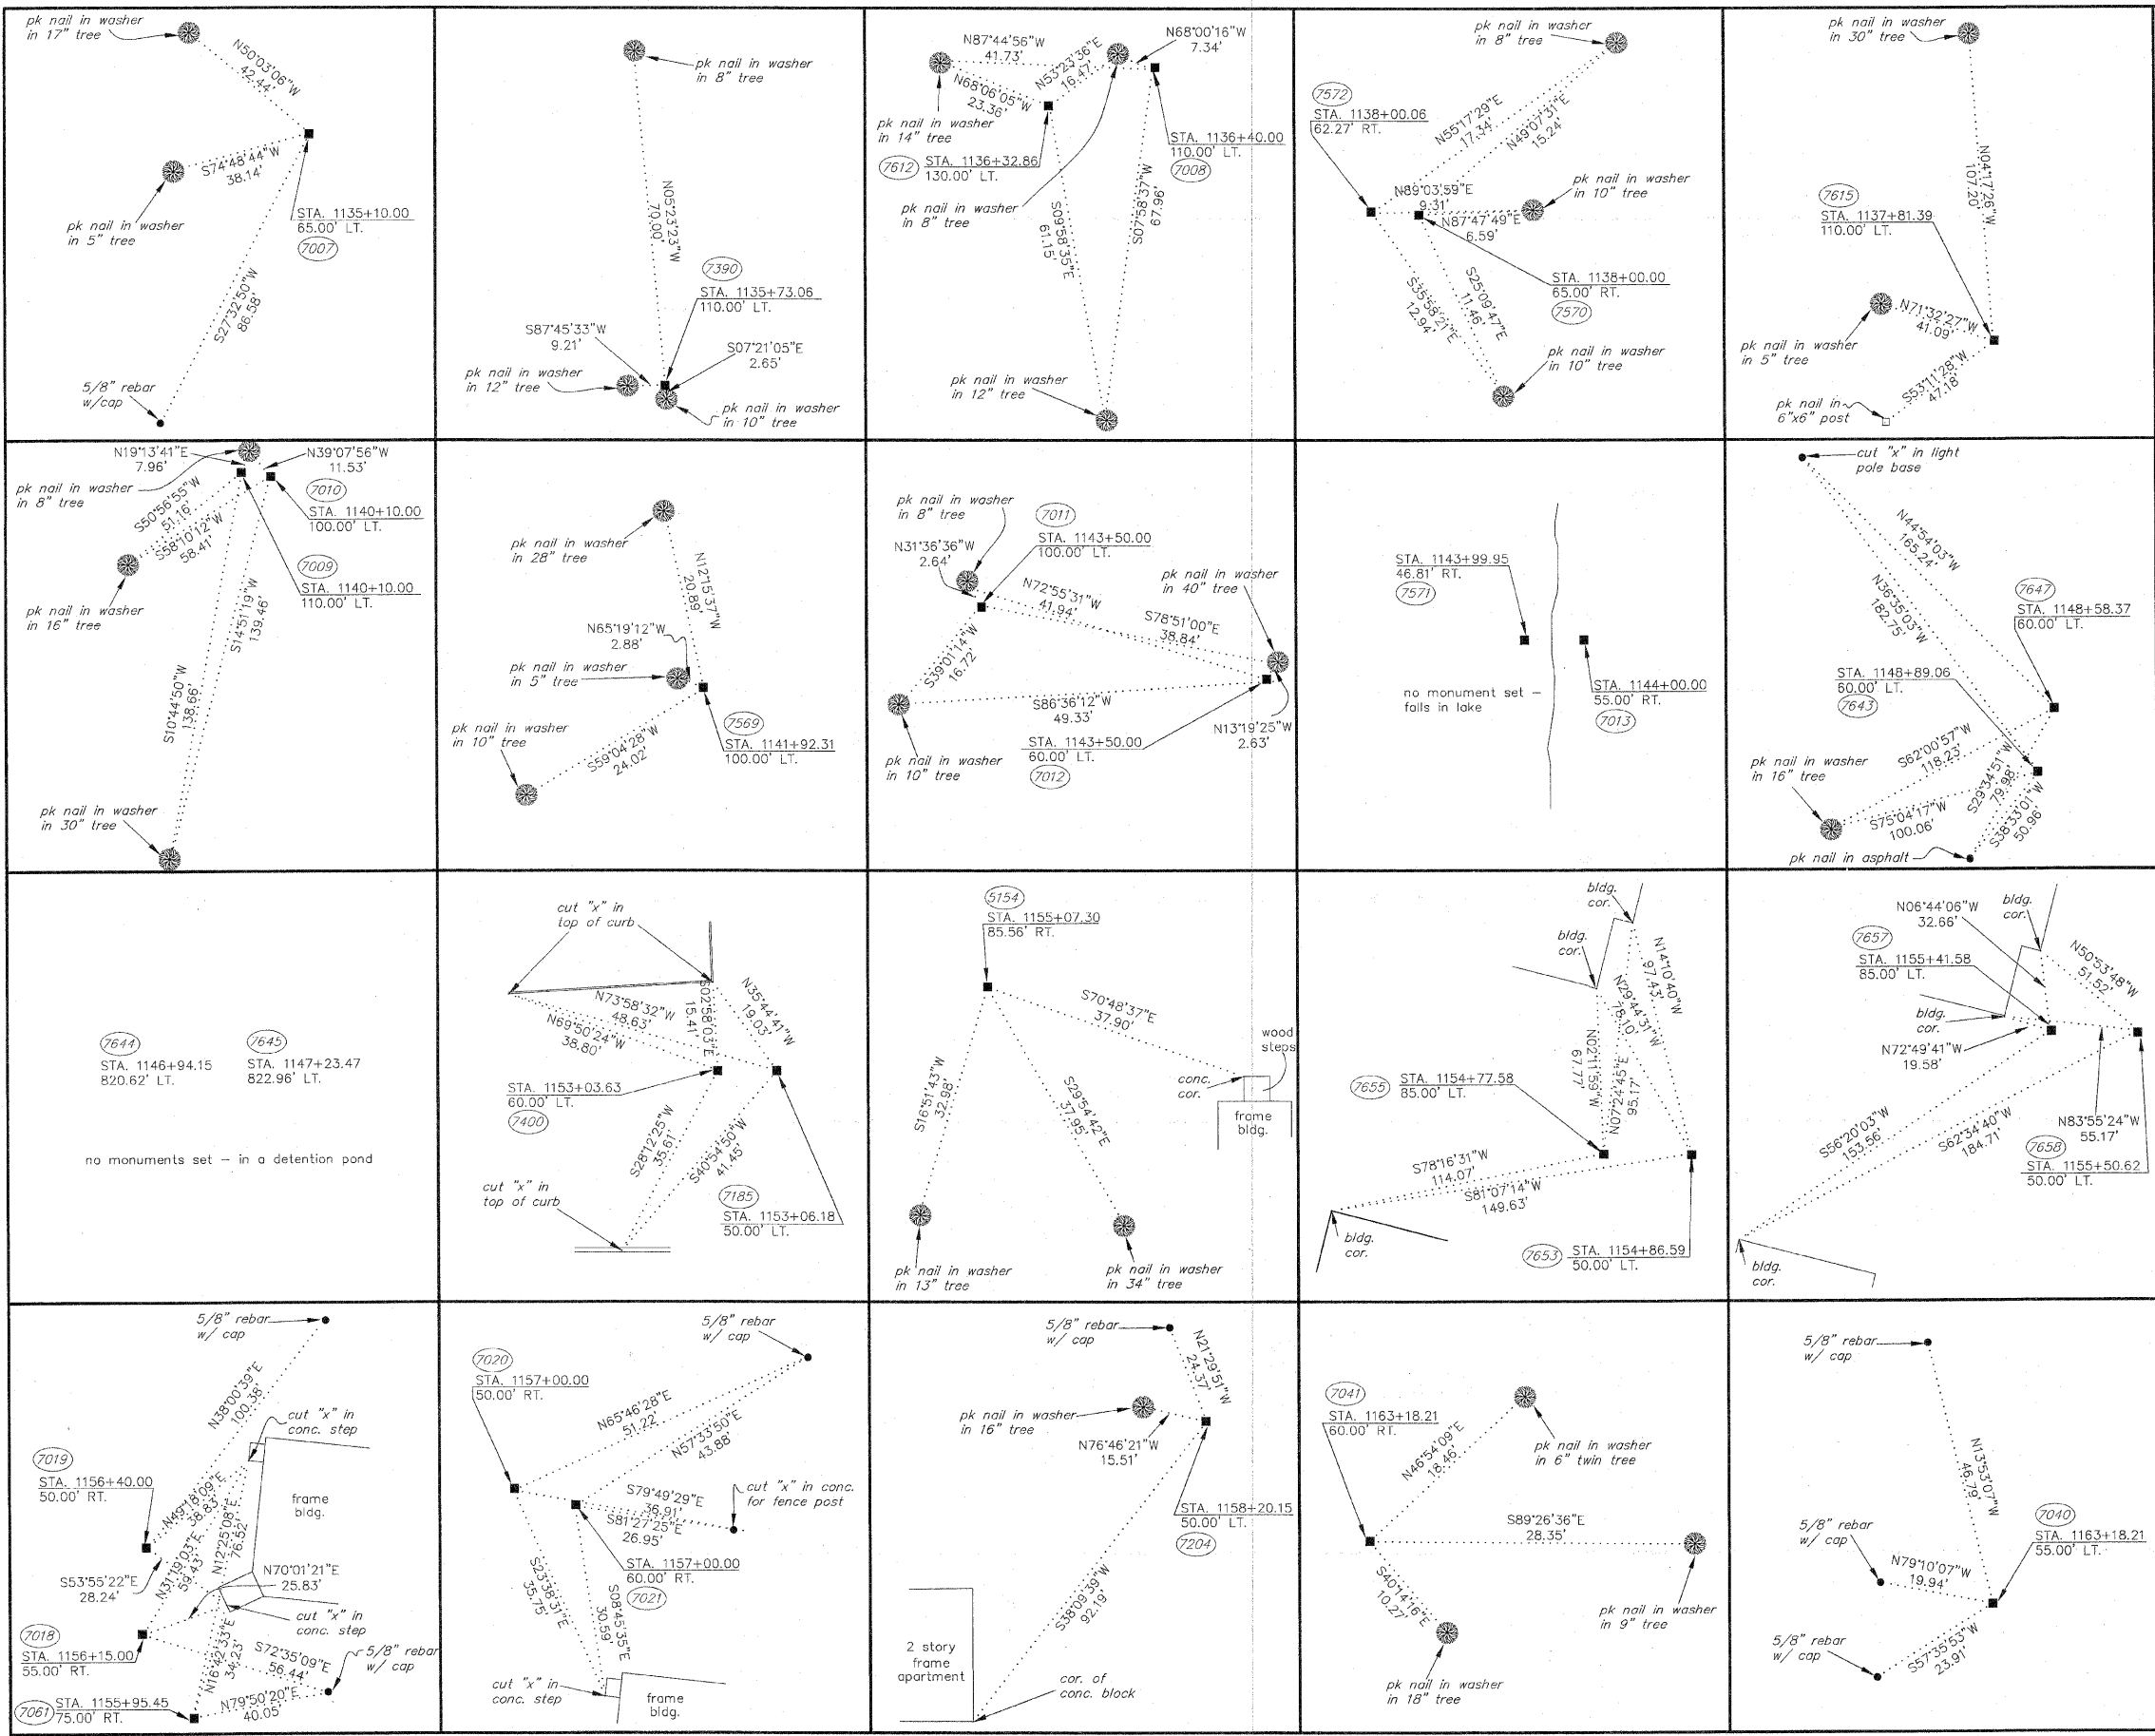 pk nail in washer
in 17" tree
N50°03'06"W
42.44'
S74°48'44"W
38.14'
pk nail in washer
in 5" tree
STA. 1135+10.00
65.00' LT.
7007
S27°32'50"W
86.58'
5/8" rebar
w/cap
pk nail in washer
in 8" tree
N05°23'23"W
70.00'
7390
STA. 1135+73.06
110.00' LT.
S87°45'33"W
9.21'
S07°21'05"E
2.65'
pk nail in washer
in 12" tree
pk nail in washer
in 10" tree
N87°44'56"W
41.73'
N53°23'36"E
16.47'
N68°00'16"W
7.34'
N68°06'05"W
23.36'
pk nail in washer
in 14" tree
7612
STA. 1136+32.86
130.00' LT.
STA. 1136+40.00
110.00' LT.
7008
pk nail in washer
in 8" tree
S09°58'35"E
61.15'
S07°58'37"W
67.96'
pk nail in washer
in 12" tree
pk nail in washer
in 8" tree
7572
STA. 1138+00.06
62.27' RT.
N55°17'29"E
17.34'
N49°07'31"E
15.24'
pk nail in washer
in 10" tree
N89°03'59"E
9.31'
N87°47'49"E
6.59'
S35°58'21"E
12.94'
S25°09'47"E
11.46'
STA. 1138+00.00
65.00' RT.
7570
pk nail in washer
in 10" tree
pk nail in washer
in 30" tree
N04°17'26"W
107.20'
7615
STA. 1137+81.39
110.00' LT.
N71°32'27"W
41.09'
pk nail in washer
in 5" tree
S53°11'28"W
47.18'
pk nail in
6"x6" post
N19°13'41"E
7.96'
N39°07'56"W
11.53'
pk nail in washer
in 8" tree
7010
STA. 1140+10.00
100.00' LT.
S50°56'55"W
51.16'
S58°10'12"W
58.41'
7009
STA. 1140+10.00
110.00' LT.
pk nail in washer
in 16" tree
S14°51'19"W
139.46'
S10°44'50"W
138.66'
pk nail in washer
in 30" tree
pk nail in washer
in 28" tree
N12°15'37"W
20.89'
N65°19'12"W
2.88'
pk nail in washer
in 5" tree
7569
STA. 1141+92.31
100.00' LT.
pk nail in washer
in 10" tree
S59°04'28"W
24.02'
pk nail in washer
in 8" tree
7011
STA. 1143+50.00
100.00' LT.
N31°36'36"W
2.64'
pk nail in washer
in 40" tree
N72°55'31"W
41.94'
S78°51'00"E
38.84'
S39°01'14"W
16.72'
S86°36'12"W
49.33'
N13°19'25"W
2.63'
STA. 1143+50.00
60.00' LT.
7012
pk nail in washer
in 10" tree
STA. 1143+99.95
46.81' RT.
7571
no monument set –
falls in lake
STA. 1144+00.00
55.00' RT.
7013
cut "x" in light
pole base
N44°54'03"W
165.24'
N36°35'03"W
182.75'
7647
STA. 1148+58.37
60.00' LT.
STA. 1148+89.06
60.00' LT.
7643
S62°00'57"W
118.23'
pk nail in washer
in 16" tree
S75°04'17"W
100.06'
S29°34'51"W
79.98'
S38°33'01"W
50.96'
pk nail in asphalt
7644
STA. 1146+94.15
820.62' LT.
7645
STA. 1147+23.47
822.96' LT.
no monuments set – in a detention pond
cut "x" in
top of curb
N73°58'32"W
48.63'
N69°50'24"W
38.80'
S02°58'03"E
15.41'
N35°44'41"W
19.03'
STA. 1153+03.63
60.00' LT.
7400
S28°12'25"W
35.61'
S40°54'50"W
41.45'
cut "x" in
top of curb
7185
STA. 1153+06.18
50.00' LT.
5154
STA. 1155+07.30
85.56' RT.
S70°48'37"E
37.90'
wood
steps
conc.
cor.
frame
bldg.
S16°51'43"W
32.98'
S29°54'42"E
37.95'
pk nail in washer
in 13" tree
pk nail in washer
in 34" tree
bldg.
cor.
bldg.
cor.
N14°10'40"W
97.43'
N29°44'31"W
78.10'
N02°11'59"W
67.77'
N07°24'45"E
95.17'
7655
STA. 1154+77.58
85.00' LT.
S78°16'31"W
114.07'
S81°07'14"W
149.63'
bldg.
cor.
7653
STA. 1154+86.59
50.00' LT.
N06°44'06"W
32.66'
bldg.
cor.
7657
STA. 1155+41.58
85.00' LT.
N50°53'48"W
51.52'
bldg.
cor.
N72°49'41"W
19.58'
S56°20'03"W
153.56'
S62°34'40"W
184.71'
N83°55'24"W
55.17'
7658
STA. 1155+50.62
50.00' LT.
bldg.
cor.
5/8" rebar
w/ cap
N38°00'39"E
100.38'
cut "x" in
conc. step
7019
STA. 1156+40.00
50.00' RT.
N49°18'09"E
38.83'
frame
bldg.
N31°19'03"E
59.43'
N12°25'08"E
76.52'
S53°55'22"E
28.24'
N70°01'21"E
25.83'
cut "x" in
conc. step
7018
STA. 1156+15.00
55.00' RT.
N16°42'33"E
34.23'
S72°35'09"E
56.44'
5/8" rebar
w/ cap
7061
STA. 1155+95.45
75.00' RT.
N79°50'20"E
40.05'
5/8" rebar
w/ cap
7020
STA. 1157+00.00
50.00' RT.
N65°46'28"E
51.22'
N57°33'50"E
43.88'
S79°49'29"E
36.91'
S81°27'25"E
26.95'
cut "x" in conc.
for fence post
STA. 1157+00.00
60.00' RT.
7021
S23°38'31"E
35.75'
S08°45'35"E
30.59'
cut "x" in
conc. step
frame
bldg.
5/8" rebar
w/ cap
N21°29'51"W
24.37'
pk nail in washer
in 16" tree
N76°46'21"W
15.51'
STA. 1158+20.15
50.00' LT.
7204
S38°09'39"W
92.19'
2 story
frame
apartment
cor. of
conc. block
7041
STA. 1163+18.21
60.00' RT.
N46°54'09"E
18.46'
pk nail in washer
in 6" twin tree
S89°26'36"E
28.35'
S40°14'16"E
10.27'
pk nail in washer
in 9" tree
pk nail in washer
in 18" tree
5/8" rebar
w/ cap
N13°53'07"W
46.79'
5/8" rebar
w/ cap
7040
STA. 1163+18.21
55.00' LT.
N79°10'07"W
19.94'
5/8" rebar
w/ cap
S57°35'53"W
23.91'